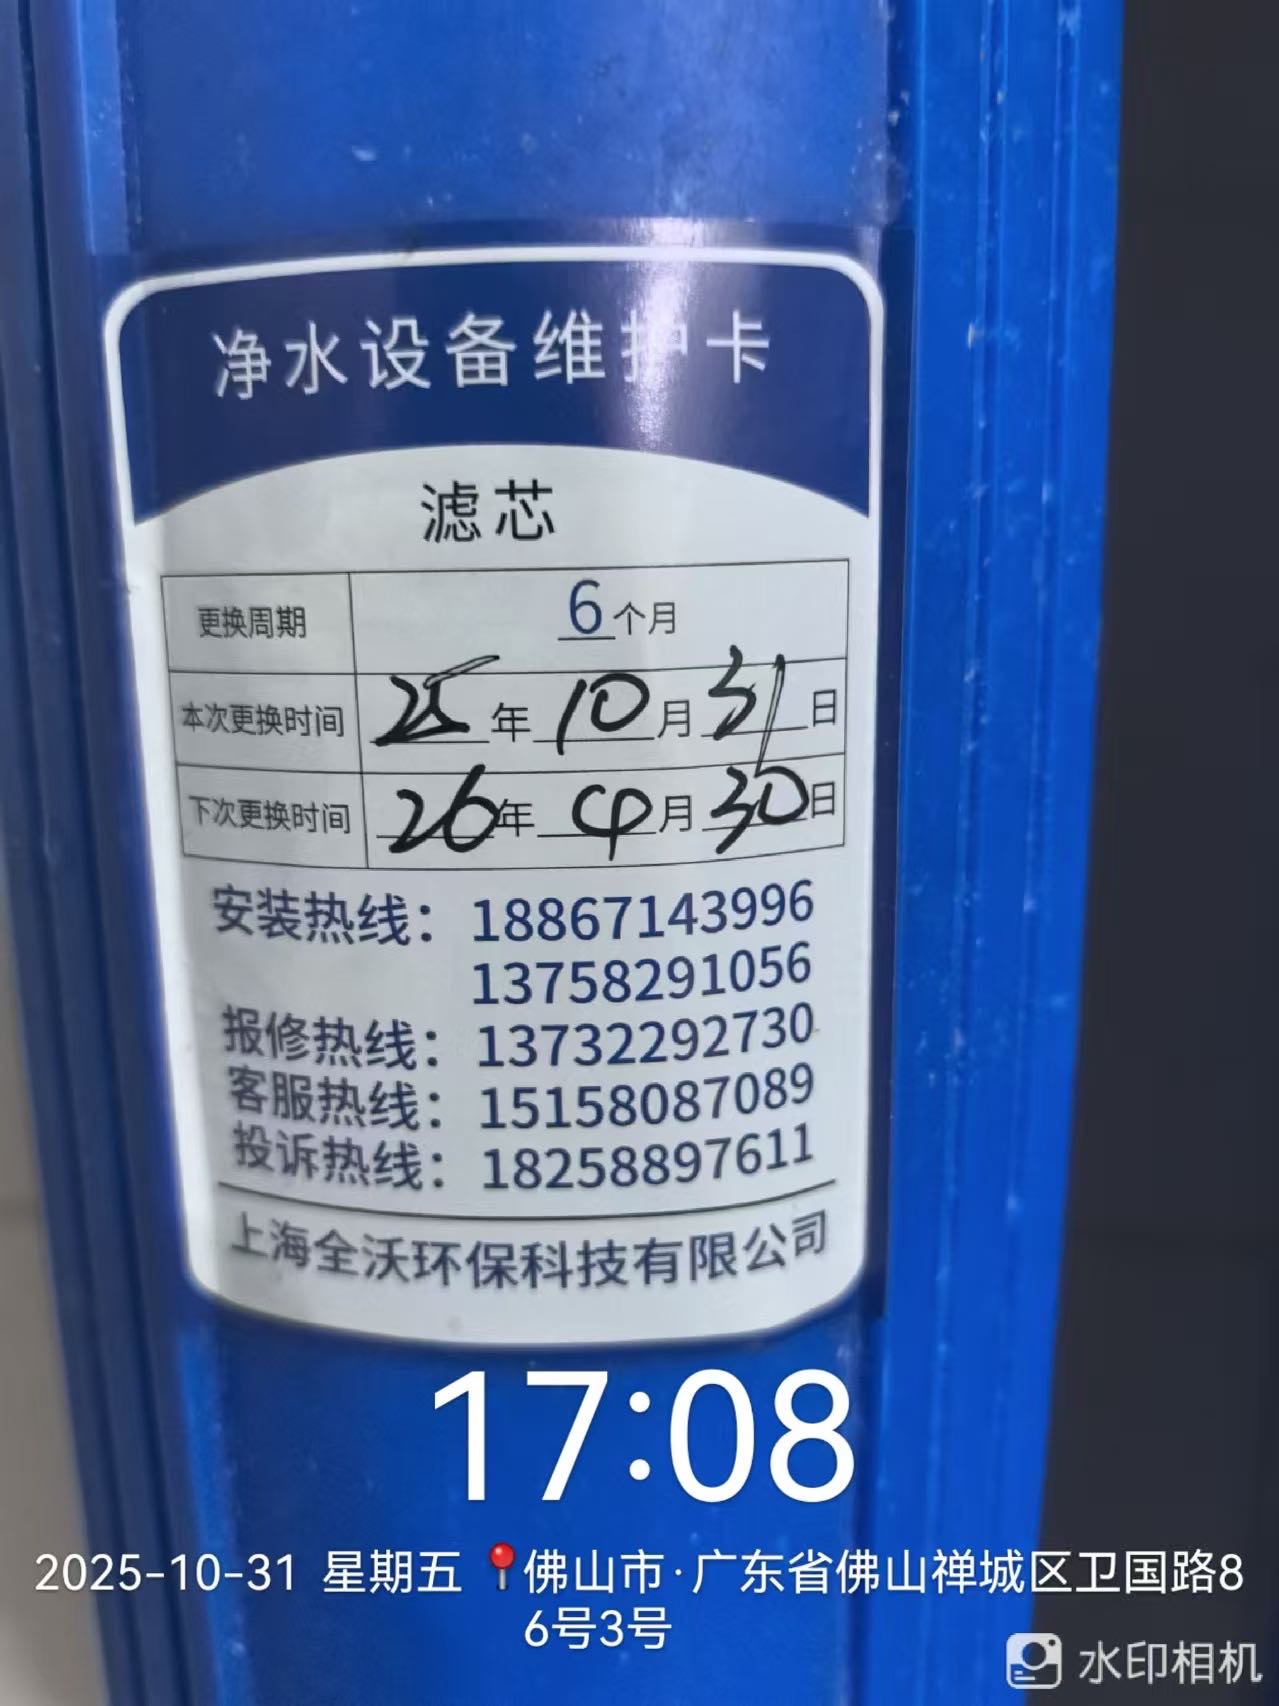 净水设备维护卡
滤芯
更换周期 6个月
本次更换时间 25年10月31日
下次更换时间 26年4月30日
安装热线：18867143996
13758291056
报修热线：13732292730
客服热线：15158087089
投诉热线：18258897611
上海全沃环保科技有限公司
17:08
2025-10-31 星期五 📍佛山市·广东省佛山禅城区卫国路8
6号3号
水印相机